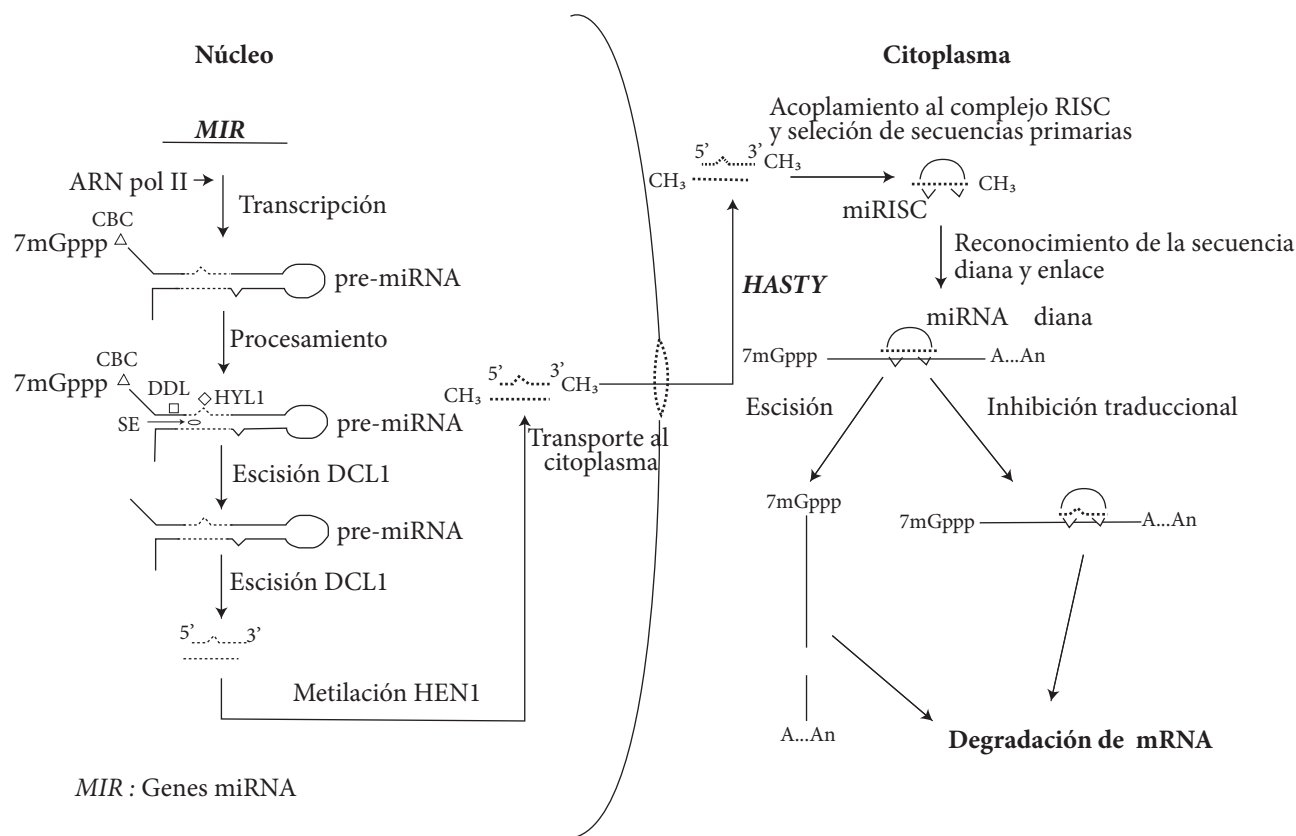 Núcleo
MIR
ARN pol II
Transcripción
CBC
7mGppp
pre-miRNA
Procesamiento
CBC
7mGppp
DDL
HYL1
SE
pre-miRNA
Escisión DCL1
pre-miRNA
Escisión DCL1
5’ 3’
Metilación HEN1
MIR : Genes miRNA
5’ 3’
CH₃ CH₃
Transporte al
citoplasma
Citoplasma
Acoplamiento al complejo RISC
y seleción de secuencias primarias
5’ 3’
CH₃
CH₃
HASTY
miRISC
CH₃
Reconocimiento de la secuencia
diana y enlace
miRNA diana
7mGppp A...An
Escisión
Inhibición traduccional
7mGppp
A...An
7mGppp A...An
Degradación de mRNA